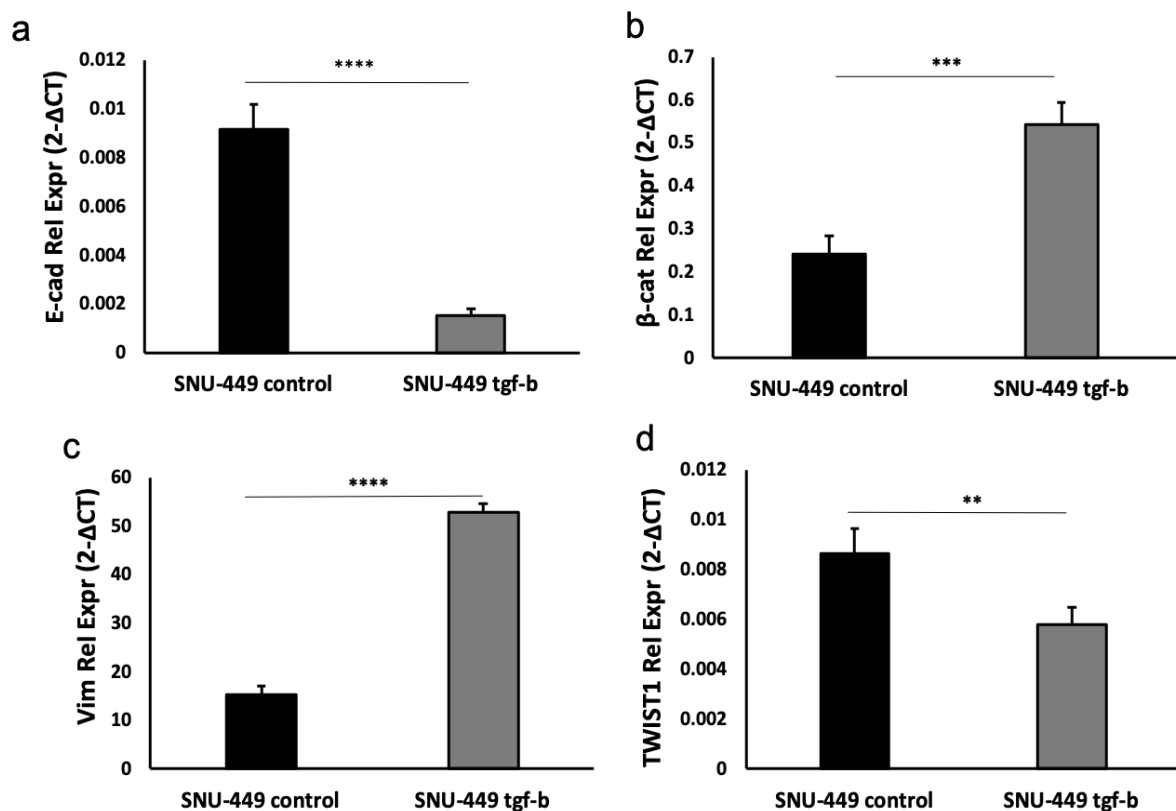 a
E-cad Rel Expr (2-ΔCT)
0.012
0.01
0.008
0.006
0.004
0.002
0
****
SNU-449 control
SNU-449 tgf-b
b
β-cat Rel Expr (2-ΔCT)
0.7
0.6
0.5
0.4
0.3
0.2
0.1
0
***
SNU-449 control
SNU-449 tgf-b
c
Vim Rel Expr (2-ΔCT)
60
50
40
30
20
10
0
****
SNU-449 control
SNU-449 tgf-b
d
TWIST1 Rel Expr (2-ΔCT)
0.012
0.01
0.008
0.006
0.004
0.002
0
**
SNU-449 control
SNU-449 tgf-b